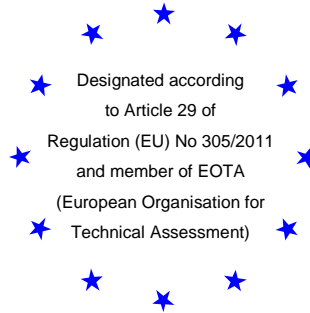 Designated according
to Article 29 of
Regulation (EU) No 305/2011
and member of EOTA
(European Organisation for
Technical Assessment)